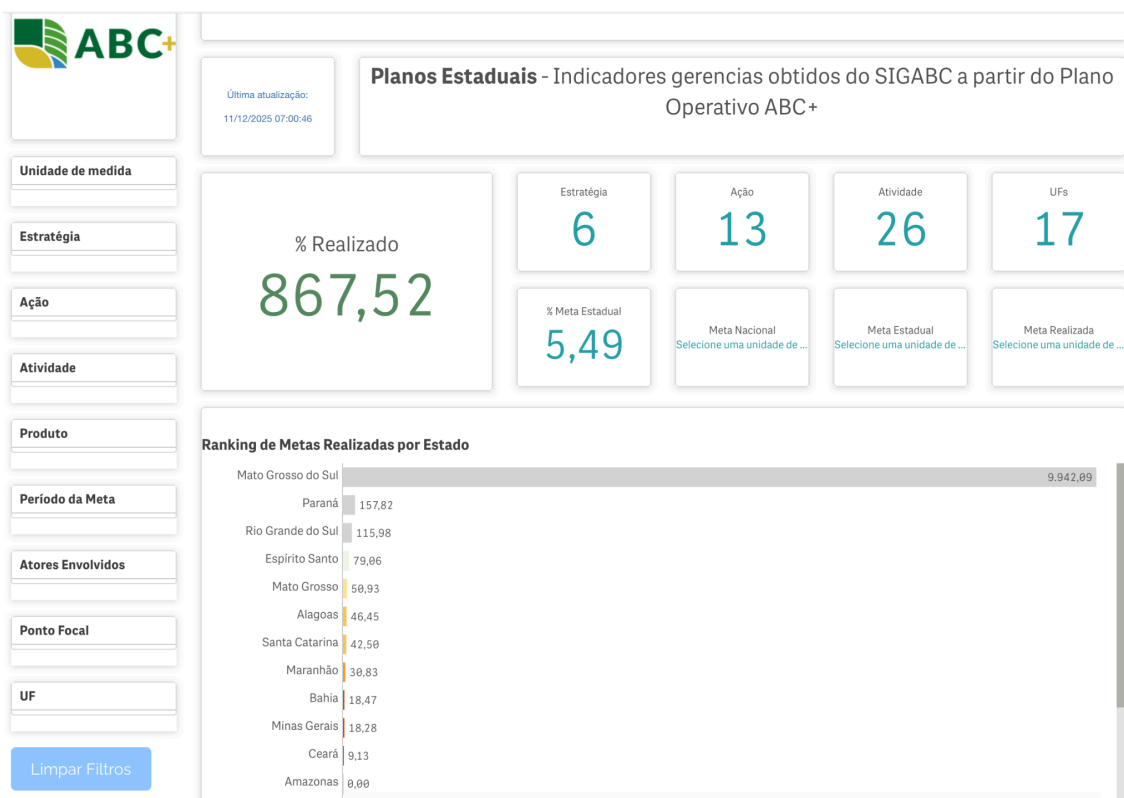 ABC+
Última atualização:
11/12/2025 07:00:46
Planos Estaduais - Indicadores gerencias obtidos do SIGABC a partir do Plano
Operativo ABC+
Unidade de medida
Estratégia
Ação
Atividade
Produto
Período da Meta
Atores Envolvidos
Ponto Focal
UF
Limpar Filtros
% Realizado
867,52
Estratégia
6
Ação
13
Atividade
26
UFs
17
% Meta Estadual
5,49
Meta Nacional
Selecione uma unidade de ...
Meta Estadual
Selecione uma unidade de ...
Meta Realizada
Selecione uma unidade de ...
Ranking de Metas Realizadas por Estado
Mato Grosso do Sul 9.942,09
Paraná 157,82
Rio Grande do Sul 115,98
Espírito Santo 79,06
Mato Grosso 50,93
Alagoas 46,45
Santa Catarina 42,50
Maranhão 30,83
Bahia 18,47
Minas Gerais 18,28
Ceará 9,13
Amazonas 0,00